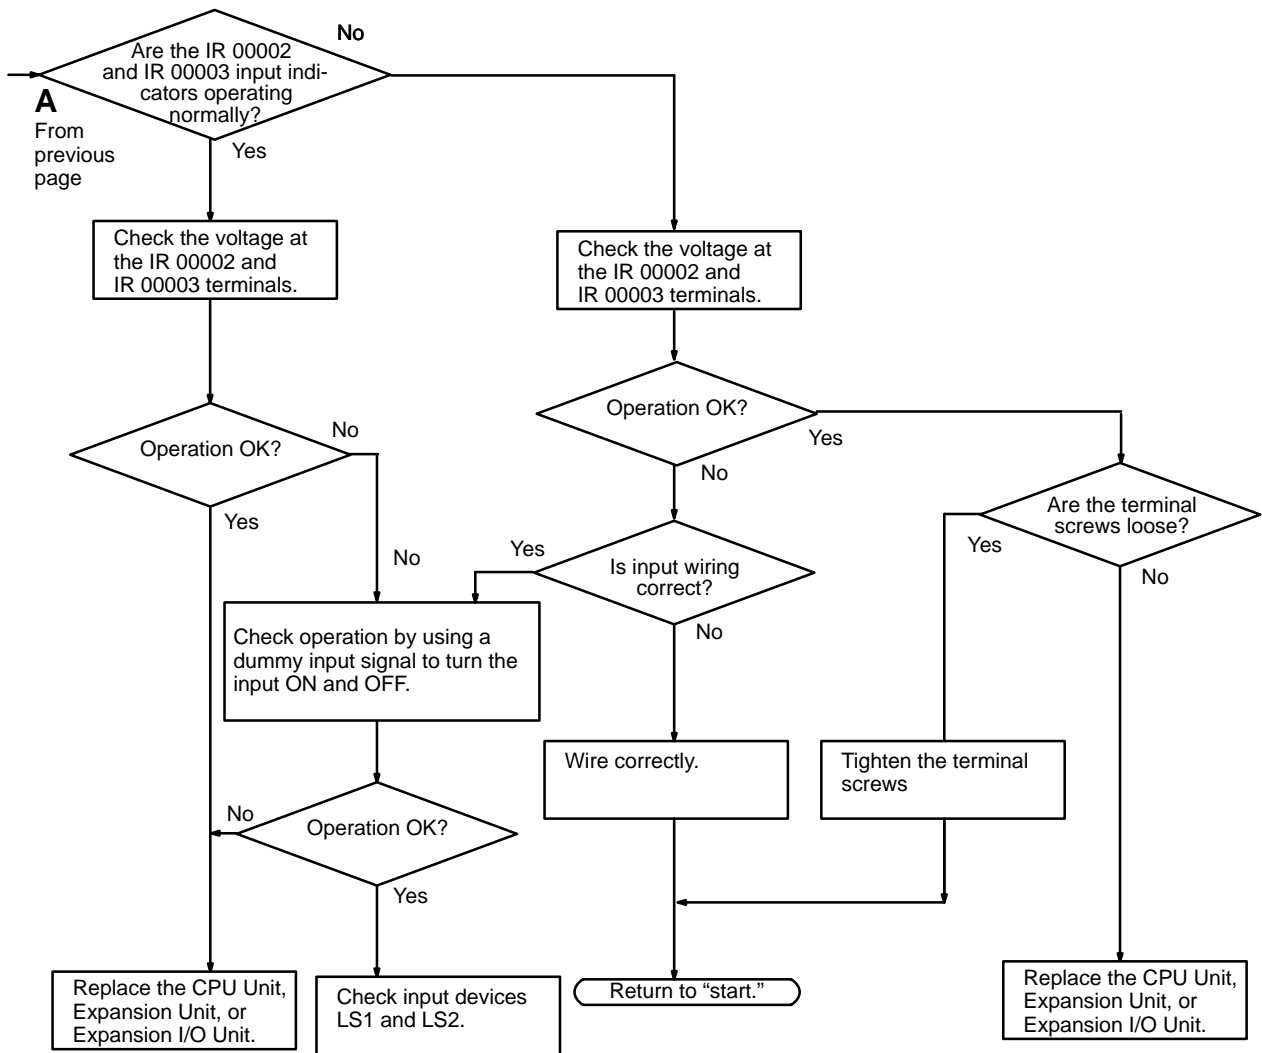 No
Are the IR 00002
and IR 00003 input indi-
cators operating
normally?
A
From
previous
page
Yes
Check the voltage at
the IR 00002 and
IR 00003 terminals.
Check the voltage at
the IR 00002 and
IR 00003 terminals.
Operation OK?
Yes
No
Operation OK?
No
Yes
Are the terminal
screws loose?
Yes
No
No
Yes
Is input wiring
correct?
No
Check operation by using a
dummy input signal to turn the
input ON and OFF.
Wire correctly.
Tighten the terminal
screws
No
Operation OK?
Yes
Replace the CPU Unit,
Expansion Unit, or
Expansion I/O Unit.
Check input devices
LS1 and LS2.
Return to “start.”
Replace the CPU Unit,
Expansion Unit, or
Expansion I/O Unit.